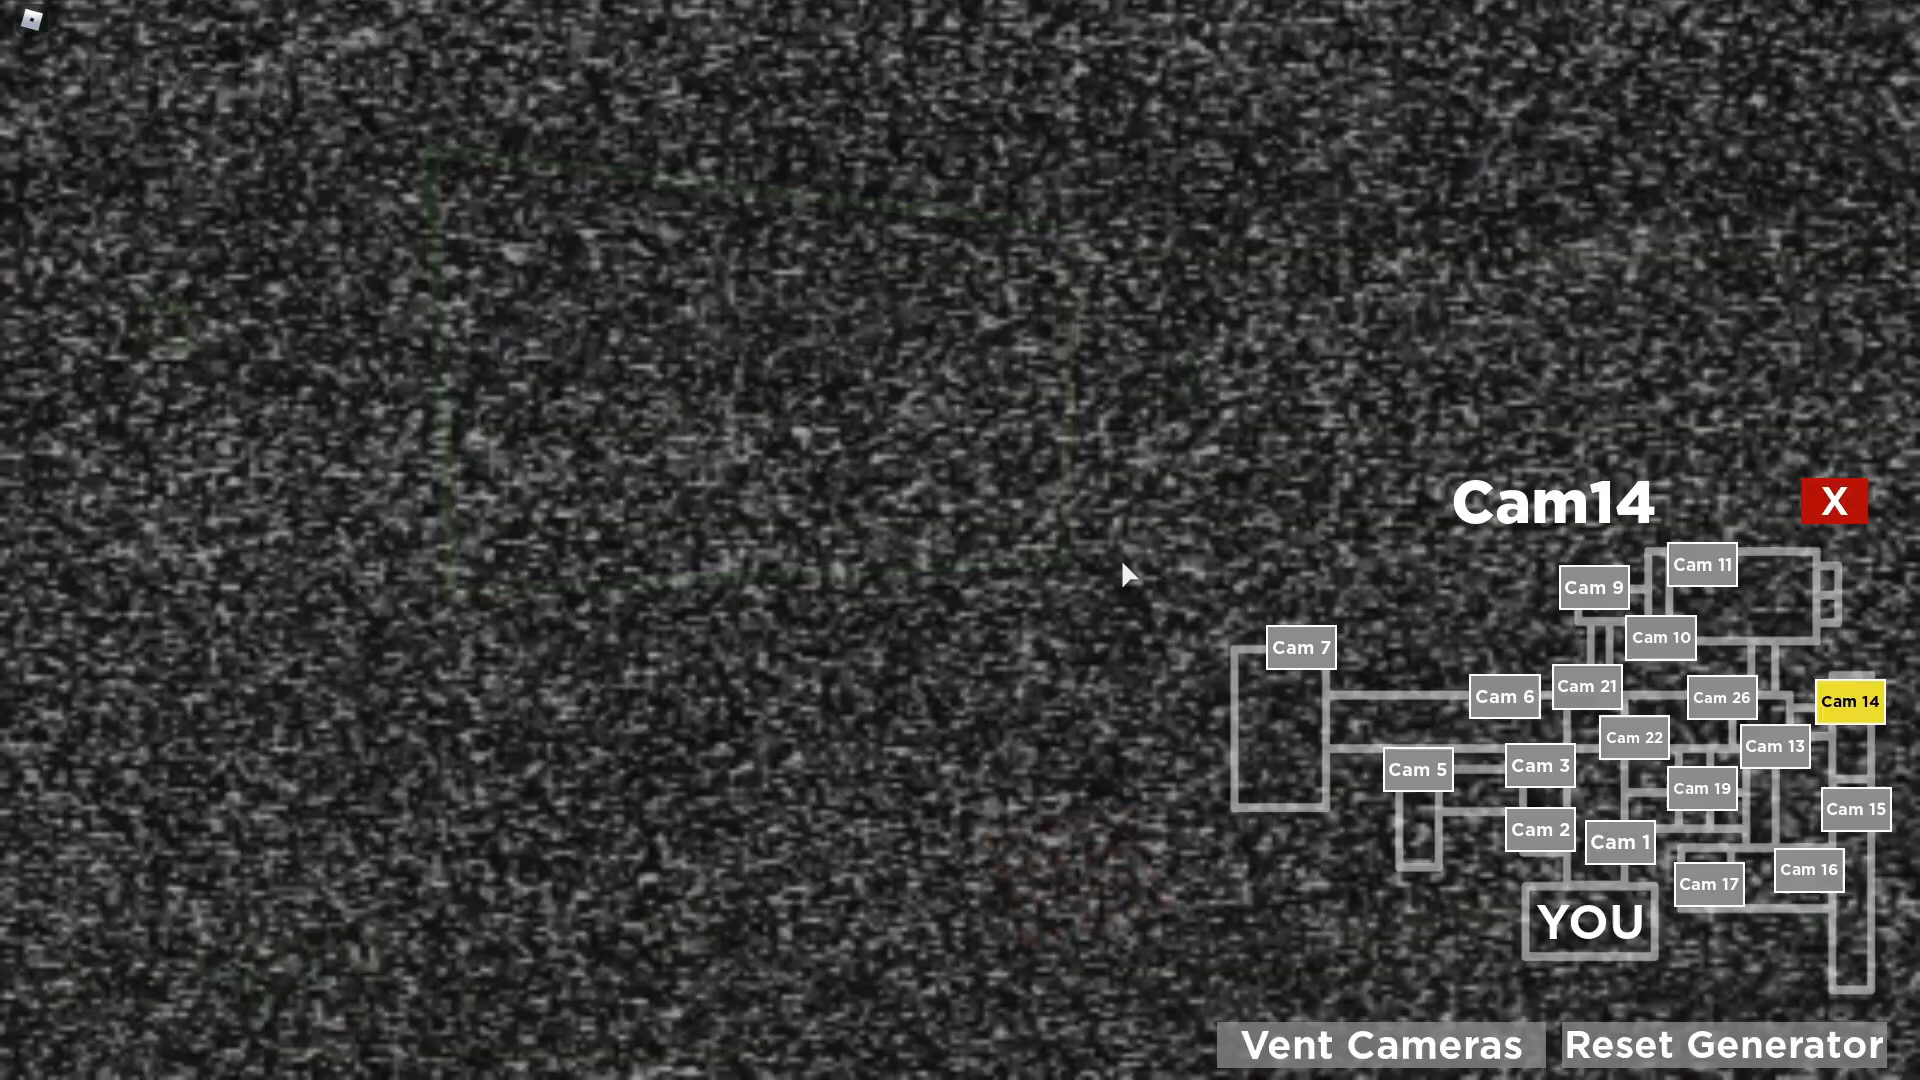 Cam14
X
Cam 11
Cam 9
Cam 10
Cam 7
Cam 21
Cam 6
Cam 26
Cam 14
Cam 22
Cam 13
Cam 3
Cam 5
Cam 19
Cam 15
Cam 2
Cam 1
Cam 16
Cam 17
YOU
Vent Cameras
Reset Generator